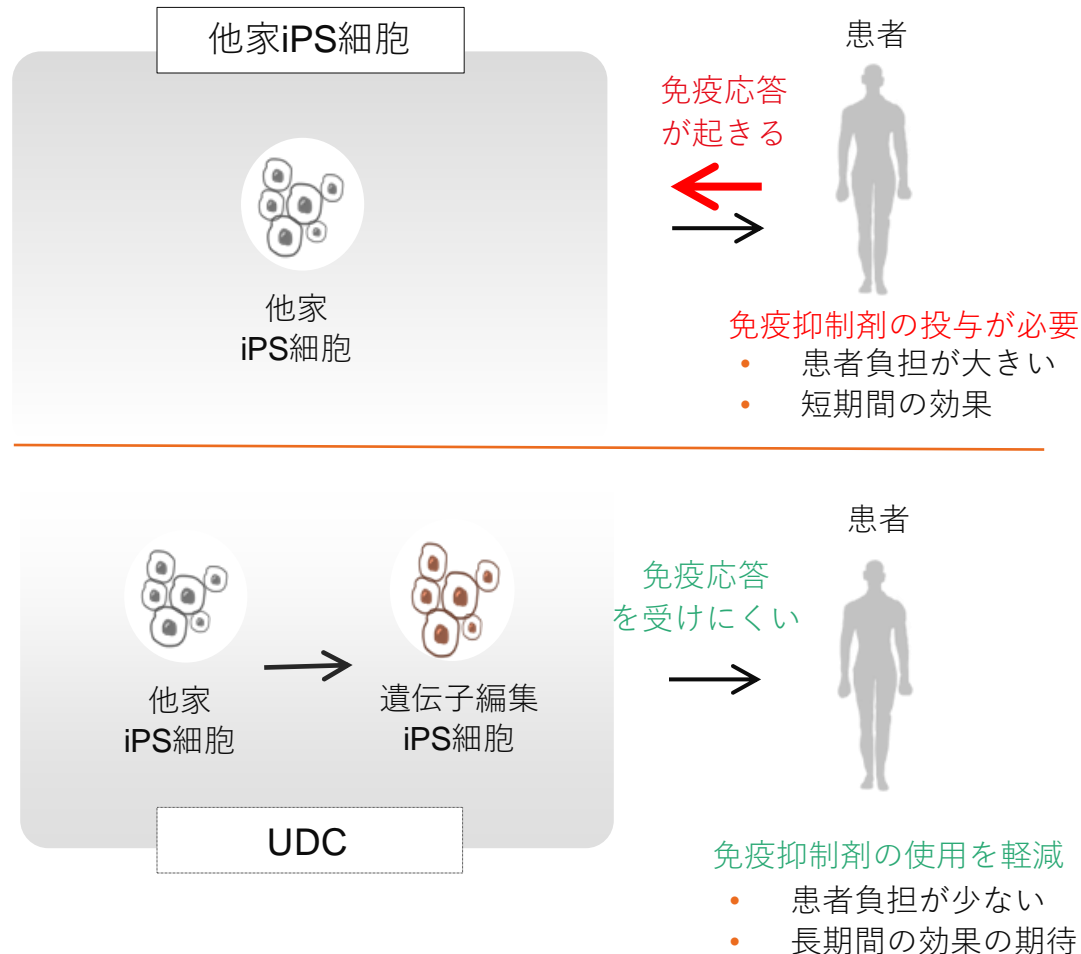 他家iPS細胞
患者
免疫応答
が起きる
他家
iPS細胞
免疫抑制剤の投与が必要
• 患者負担が大きい
• 短期間の効果
患者
免疫応答
を受けにくい
他家
iPS細胞
遺伝子編集
iPS細胞
UDC
免疫抑制剤の使用を軽減
• 患者負担が少ない
• 長期間の効果の期待